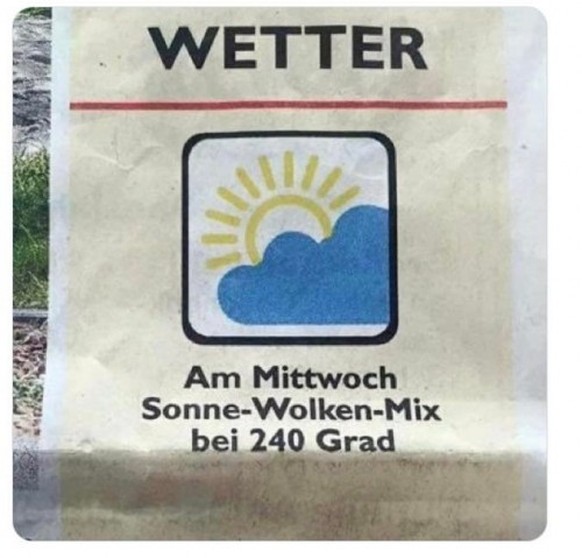 WETTER
Am Mittwoch
Sonne-Wolken-Mix
bei 240 Grad